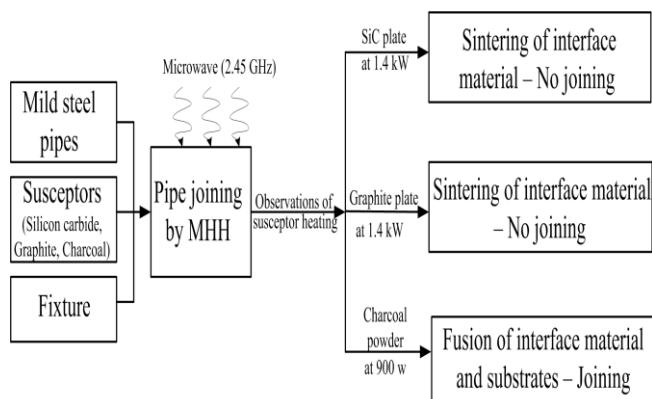 Mild steel
pipes
Susceptors
(Silicon carbide,
Graphite, Charcoal)
Fixture
Microwave (2.45 GHz)
Pipe joining
by MHH
Observations of
susceptor heating
SiC plate
at 1.4 kW
Sintering of interface
material – No joining
Graphite plate
at 1.4 kW
Sintering of interface material
– No joining
Charcoal
powder
at 900 w
Fusion of interface material
and substrates – Joining